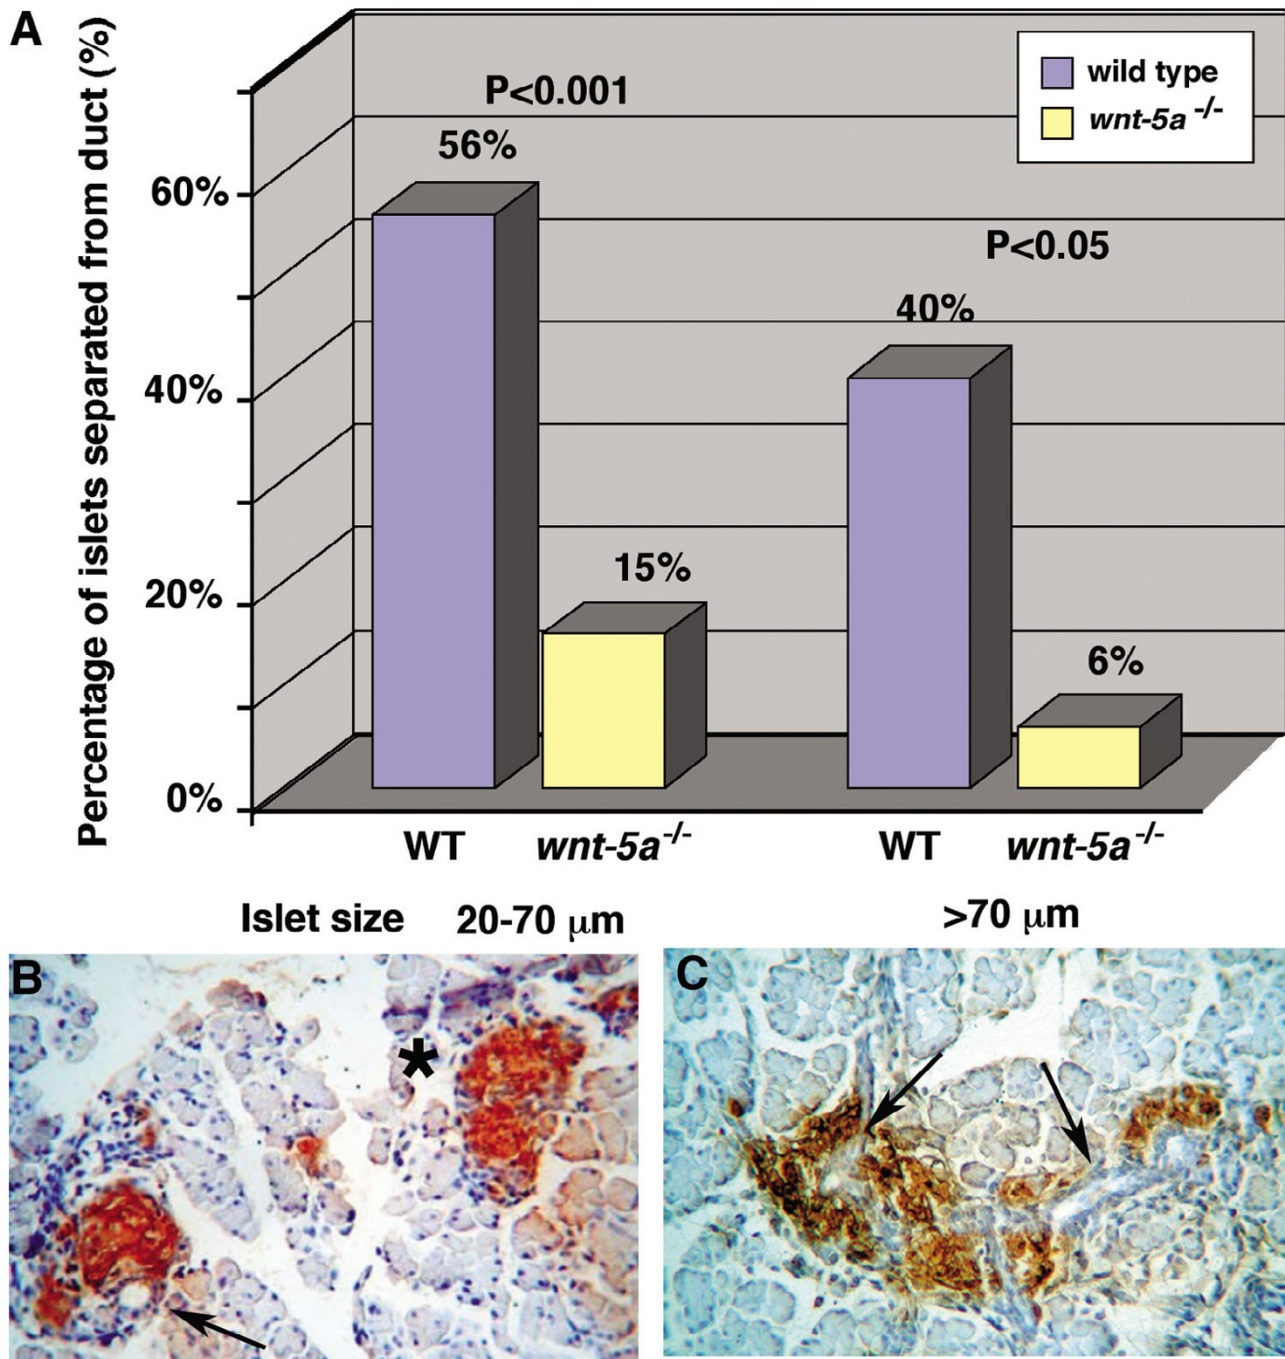 A
Percentage of islets separated from duct (%)
wild type
wnt-5a -/-
P<0.001
56%
60%
P<0.05
40%
40%
15%
20%
6%
0%
WT wnt-5a-/- WT wnt-5a-/-
Islet size 20-70 μm >70 μm
B
*
C